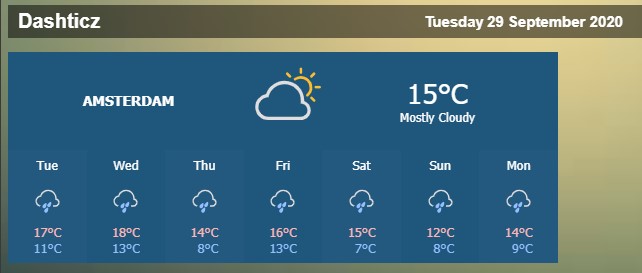 Dashticz Tuesday 29 September 2020
AMSTERDAM 15°C
Mostly Cloudy
Tue Wed Thu Fri Sat Sun Mon
17°C 18°C 14°C 16°C 15°C 12°C 14°C
11°C 13°C 8°C 13°C 7°C 8°C 9°C